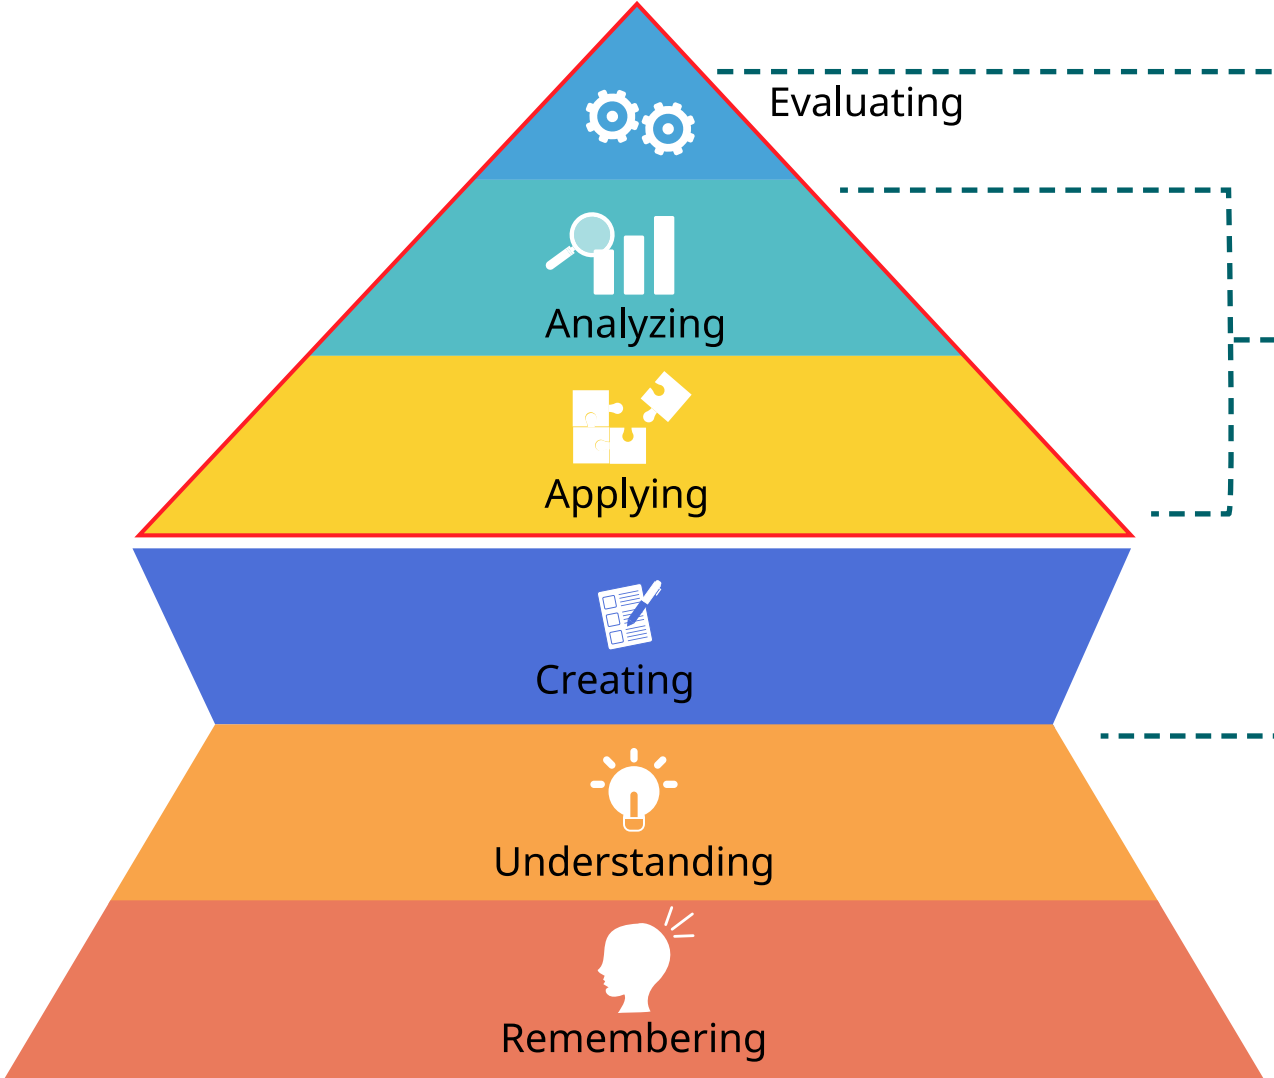 Evaluating
Analyzing
Applying
Creating
Understanding
Remembering